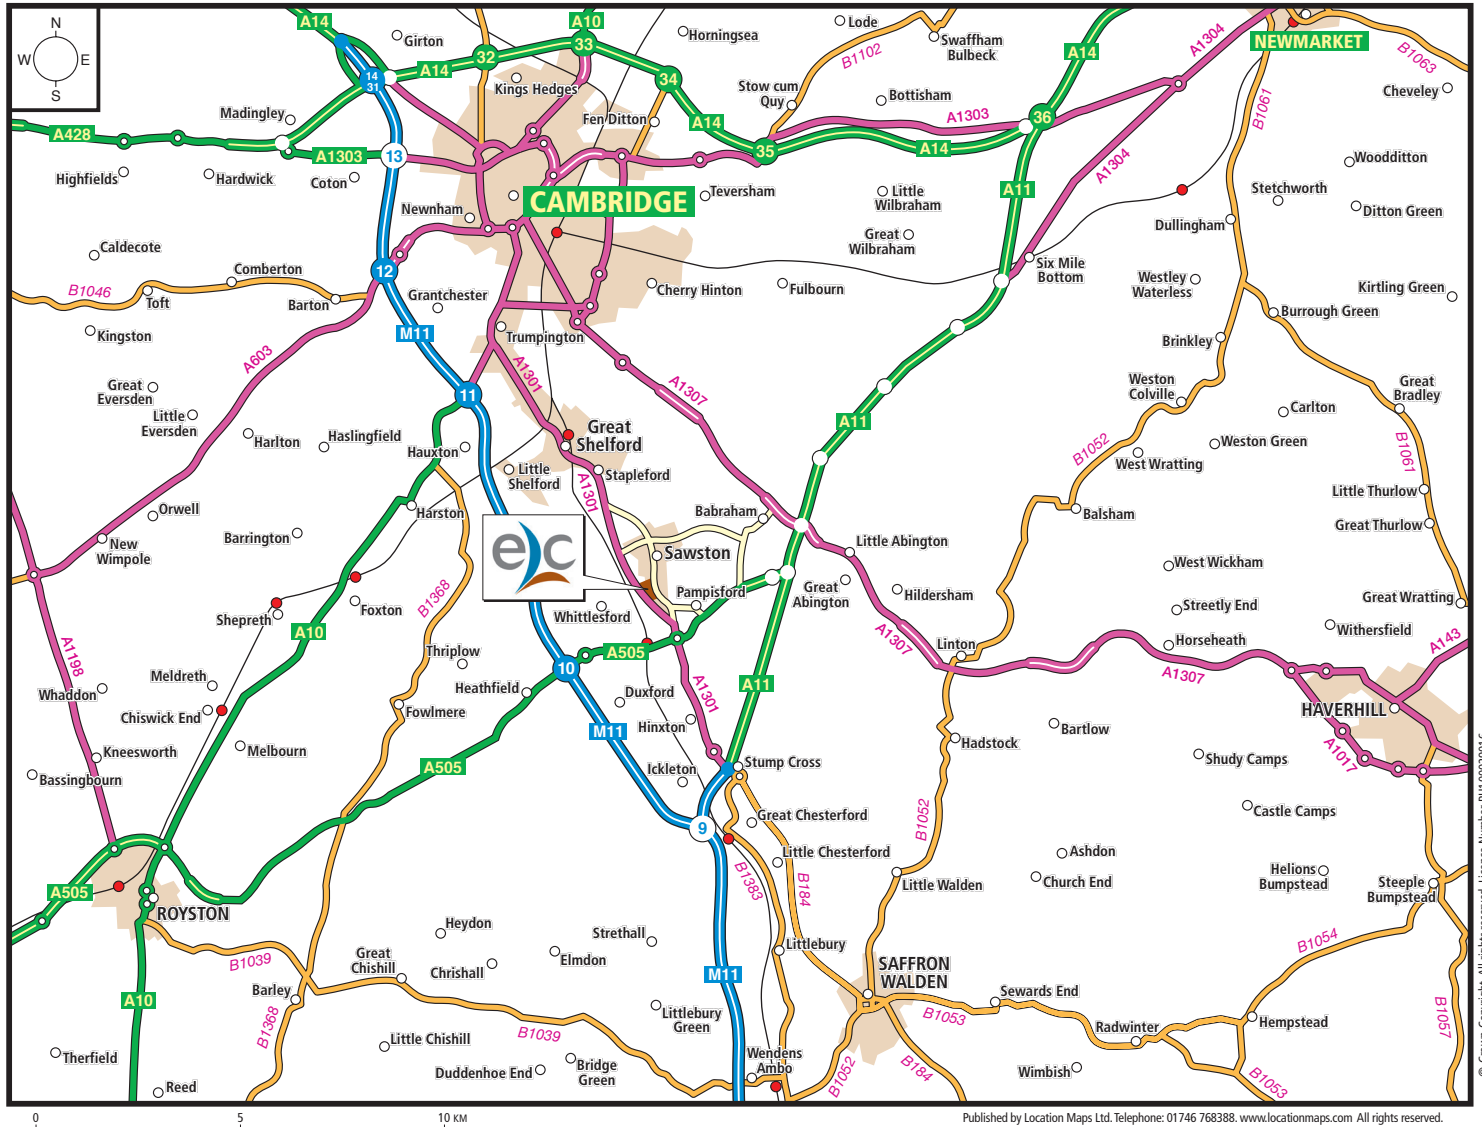 N
W E
S
A14
A10
Girton
Horningsea
Lode
Swaffham
Bulbeck
NEWMARKET
A1304
B1063
Cheveley
32
33
34
14
31
A14
Kings Hedges
Fen Ditton
Stow cum
Quy
B1102
Bottisham
A1303
A14
36
B1061
Madingley
A428
A1303
13
A14
35
A14
A1304
Woodditton
Highfields
Hardwick
Coton
Newnham
CAMBRIDGE
Teversham
Little
Wilbraham
A11
Stetchworth
Ditton Green
Dullingham
Great
Wilbraham
Caldecote
Comberton
B1046
Toft
Barton
12
Grantchester
Cherry Hinton
Fulbourn
Six Mile
Bottom
Westley
Waterless
Kirtling Green
Burrough Green
Kingston
M11
Trumpington
Brinkley
A603
A1301
A1307
Great
Eversden
Little
Eversden
11
Weston
Colville
Great
Bradley
Carlton
Harlton
Haslingfield
Hauxton
Great
Shelford
A11
Weston Green
B1052
West Wratting
B1061
Little
Shelford
Stapleford
A1301
Little Thurlow
Orwell
Harston
Babraham
Balsham
Great Thurlow
New
Wimpole
Barrington
ejc
Sawston
Little Abington
West Wickham
Pampisford
Great
Abington
Hildersham
Streetly End
Great Wratting
Shepreth
Foxton
B1368
Whittlesford
A10
A1307
Linton
Horseheath
Withersfield
A143
A1198
Thriplow
A505
10
Meldreth
Heathfield
Duxford
A1301
A11
A1307
Whaddon
Chiswick End
Fowlmere
Hinxton
M11
HAVERHILL
Kneesworth
Melbourn
Hadstock
Bartlow
A1017
Bassingbourn
A505
Ickleton
Stump Cross
Shudy Camps
9
Great Chesterford
B1052
Castle Camps
Little Chesterford
Ashdon
B1383
B184
Little Walden
Church End
Helions
Bumpstead
Steeple
Bumpstead
A505
ROYSTON
Heydon
Strethall
Littlebury
B1039
Great
Chishill
Chrishall
Elmdon
SAFFRON
WALDEN
B1054
M11
Barley
A10
Sewards End
B1053
B1368
Littlebury
Green
Radwinter
Hempstead
B1057
B1039
Little Chishill
Therfield
Wendens
Ambo
B1052
B184
Wimbish
B1053
Reed
Duddenhoe End
Bridge
Green
0 5 10 KM
Published by Location Maps Ltd. Telephone: 01746 768388. www.locationmaps.com All rights reserved.